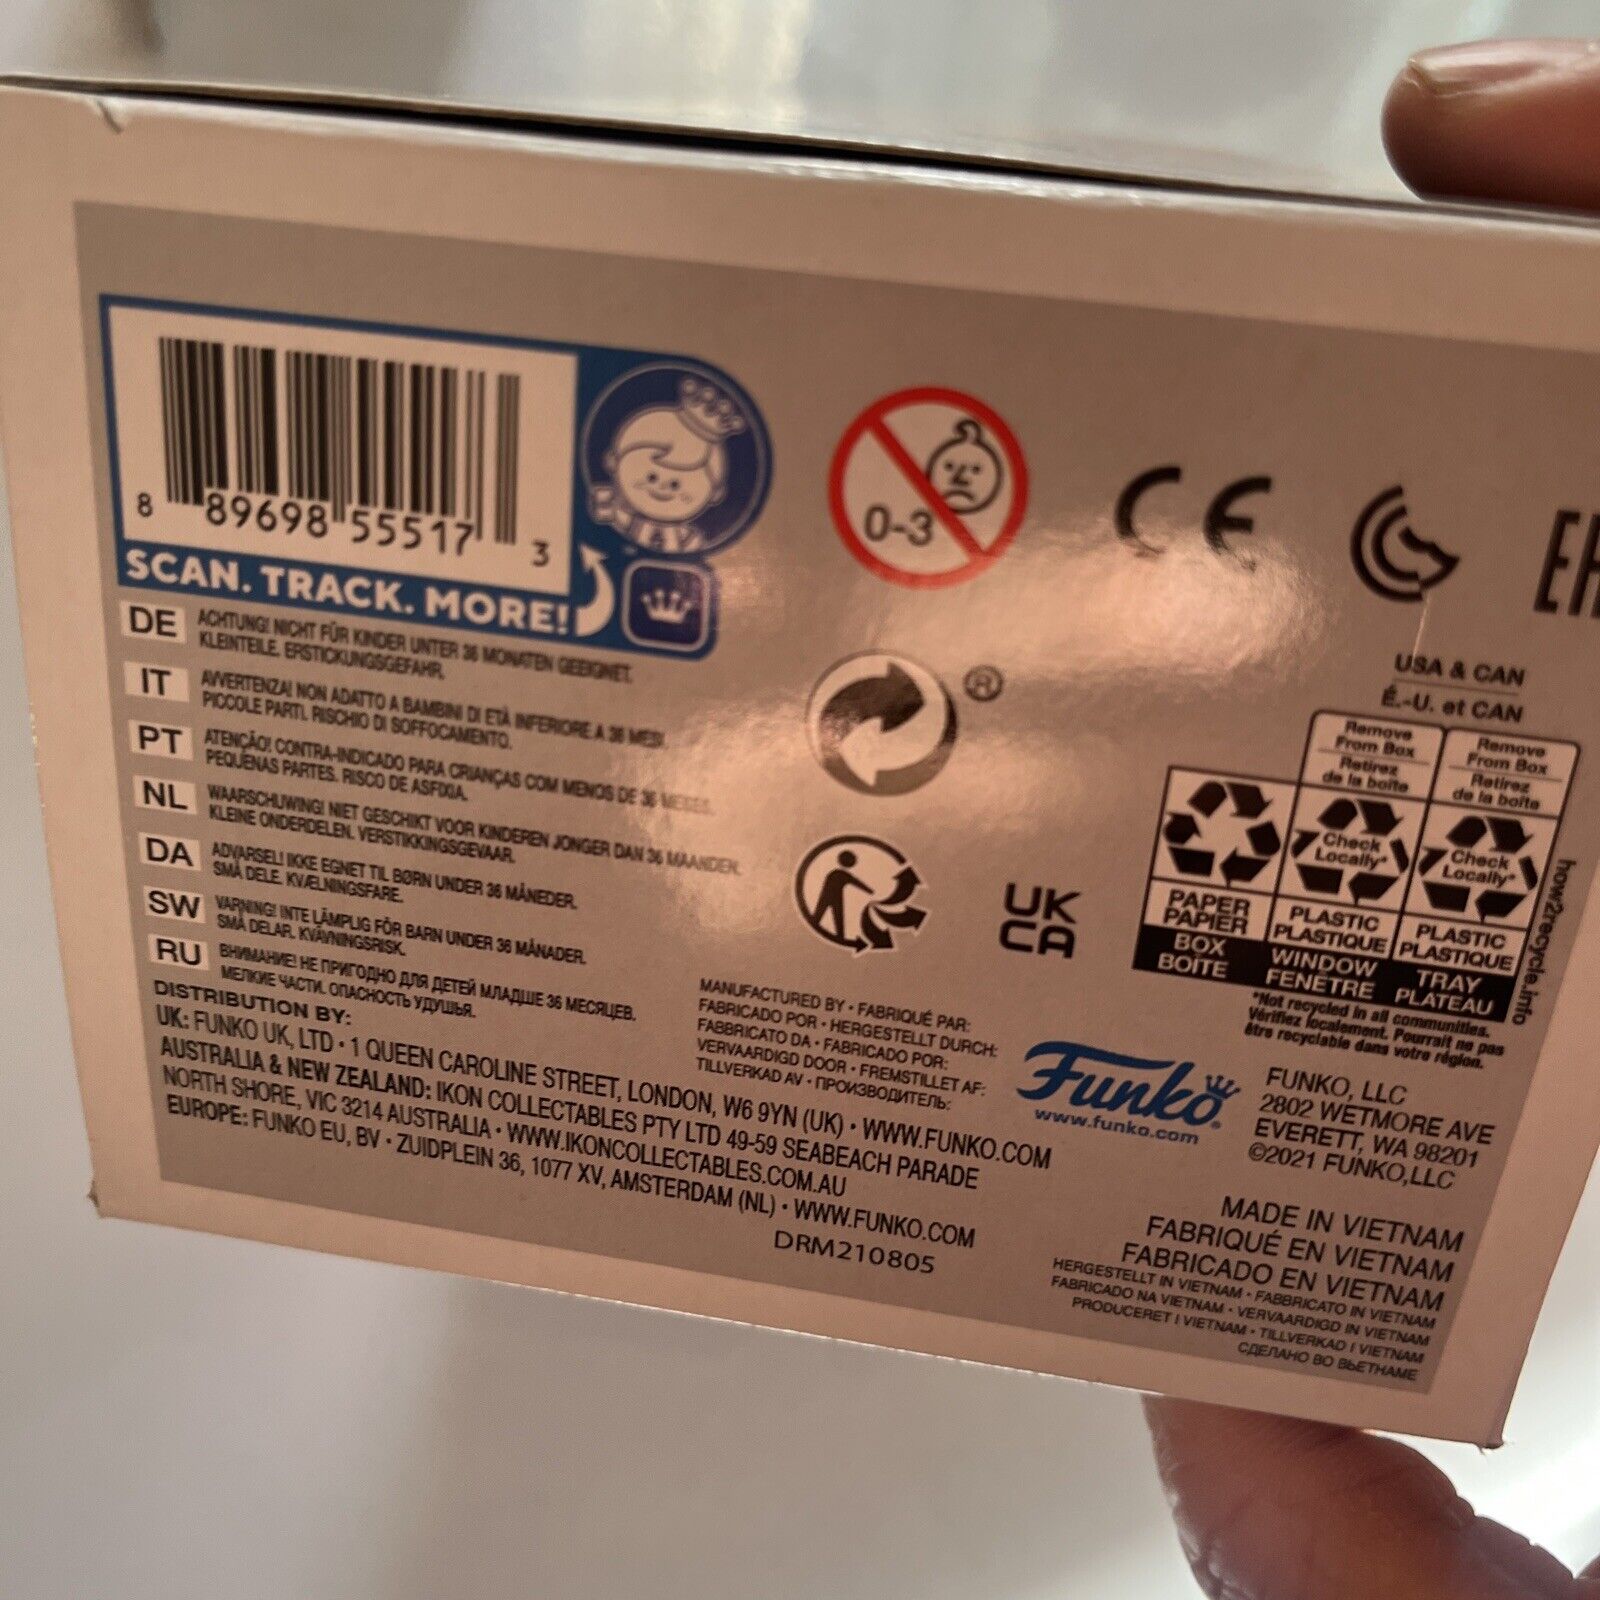 8 89698 55517 3
SCAN. TRACK. MORE!
0-3
CE
DE ACHTUNG! NICHT FÜR KINDER UNTER 36 MONATEN GEEIGNET.
KLEINTEILE. ERSTICKUNGSGEFAHR.
IT AVVERTENZA! NON ADATTO A BAMBINI DI ETÀ INFERIORE A 36 MESI.
PICCOLE PARTI. RISCHIO DI SOFFOCAMENTO.
PT ATENÇÃO! CONTRA-INDICADO PARA CRIANÇAS COM MENOS DE 36 MESES.
PEQUENAS PARTES. RISCO DE ASFIXIA.
NL WAARSCHUWING! NIET GESCHIKT VOOR KINDEREN JONGER DAN 36 MAANDEN.
KLEINE ONDERDELEN. VERSTIKKINGSGEVAAR.
DA ADVARSEL! IKKE EGNET TIL BØRN UNDER 36 MÅNEDER.
SMÅ DELE. KVÆLNINGSFARE.
SW VARNING! INTE LÄMPLIG FÖR BARN UNDER 36 MÅNADER.
SMÅ DELAR. KVÄVNINGSRISK.
RU ВНИМАНИЕ! НЕ ПРИГОДНО ДЛЯ ДЕТЕЙ МЛАДШЕ 36 МЕСЯЦЕВ.
МЕЛКИЕ ЧАСТИ. ОПАСНОСТЬ УДУШЬЯ.
®
UK
CA
USA & CAN
É.-U. et CAN
Remove
From Box
Retirez
de la boîte
Remove
From Box
Retirez
de la boîte
Check
Locally*
Check
Locally*
PAPER
PAPIER
PLASTIC
PLASTIQUE
PLASTIC
PLASTIQUE
BOX
BOÎTE
WINDOW
FENÊTRE
TRAY
PLATEAU
how2recycle.info
*Not recycled in all communities.
Vérifiez localement. Pourrait ne pas
être recyclable dans votre région.
DISTRIBUTION BY:
UK: FUNKO UK, LTD • 1 QUEEN CAROLINE STREET, LONDON, W6 9YN (UK) • WWW.FUNKO.COM
AUSTRALIA & NEW ZEALAND: IKON COLLECTABLES PTY LTD 49-59 SEABEACH PARADE
NORTH SHORE, VIC 3214 AUSTRALIA • WWW.IKONCOLLECTABLES.COM.AU
EUROPE: FUNKO EU, BV • ZUIDPLEIN 36, 1077 XV, AMSTERDAM (NL) • WWW.FUNKO.COM
DRM210805
MANUFACTURED BY • FABRIQUÉ PAR:
FABRICADO POR • HERGESTELLT DURCH:
FABBRICATO DA • FABRICADO POR:
VERVAARDIGD DOOR • FREMSTILLET AF:
TILLVERKAD AV • ПРОИЗВОДИТЕЛЬ:
Funko®
www.funko.com
FUNKO, LLC
2802 WETMORE AVE
EVERETT, WA 98201
©2021 FUNKO,LLC
MADE IN VIETNAM
FABRIQUÉ EN VIETNAM
FABRICADO EN VIETNAM
HERGESTELLT IN VIETNAM • FABBRICATO IN VIETNAM
FABRICADO NA VIETNAM • VERVAARDIGD IN VIETNAM
PRODUCERET I VIETNAM • TILLVERKAD I VIETNAM
СДЕЛАНО ВО ВЬЕТНАМЕ